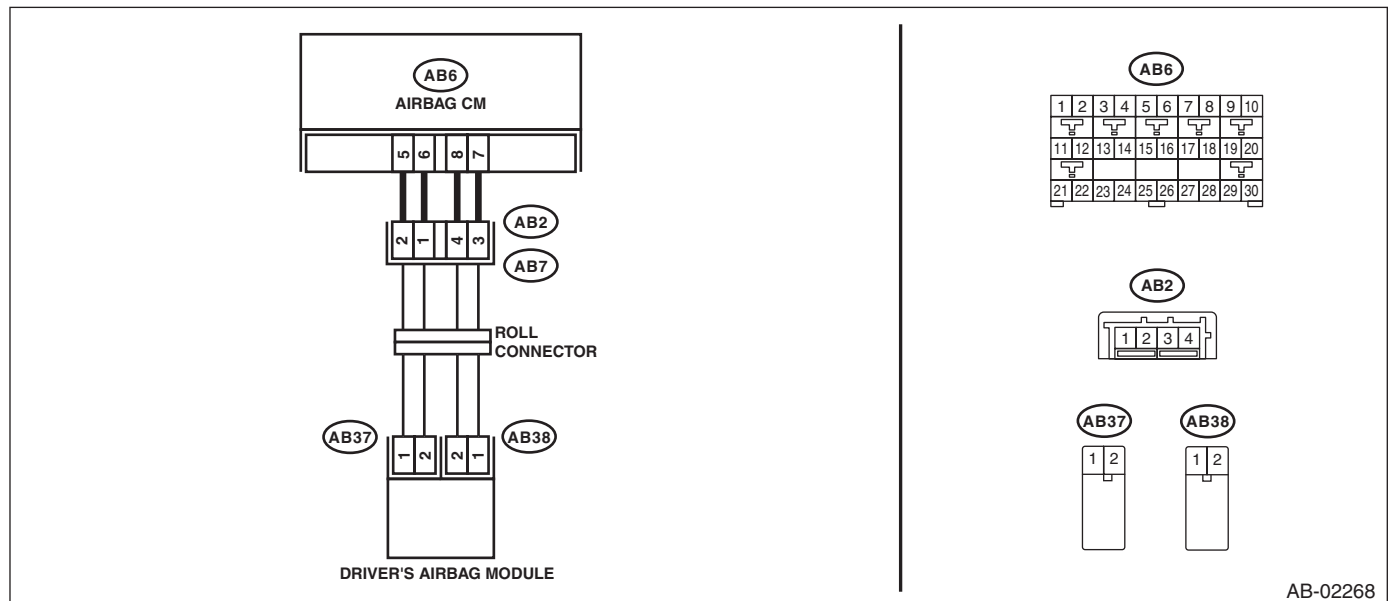 AB6
AIRBAG CM
5 6 8 7
2 1 4 3
AB2
AB7
ROLL
CONNECTOR
AB37
1 2 2 1
AB38
DRIVER'S AIRBAG MODULE
AB6
1 2 3 4 5 6 7 8 9 10
11 12 13 14 15 16 17 18 19 20
21 22 23 24 25 26 27 28 29 30
AB2
1 2 3 4
AB37
1 2
AB38
1 2
AB-02268